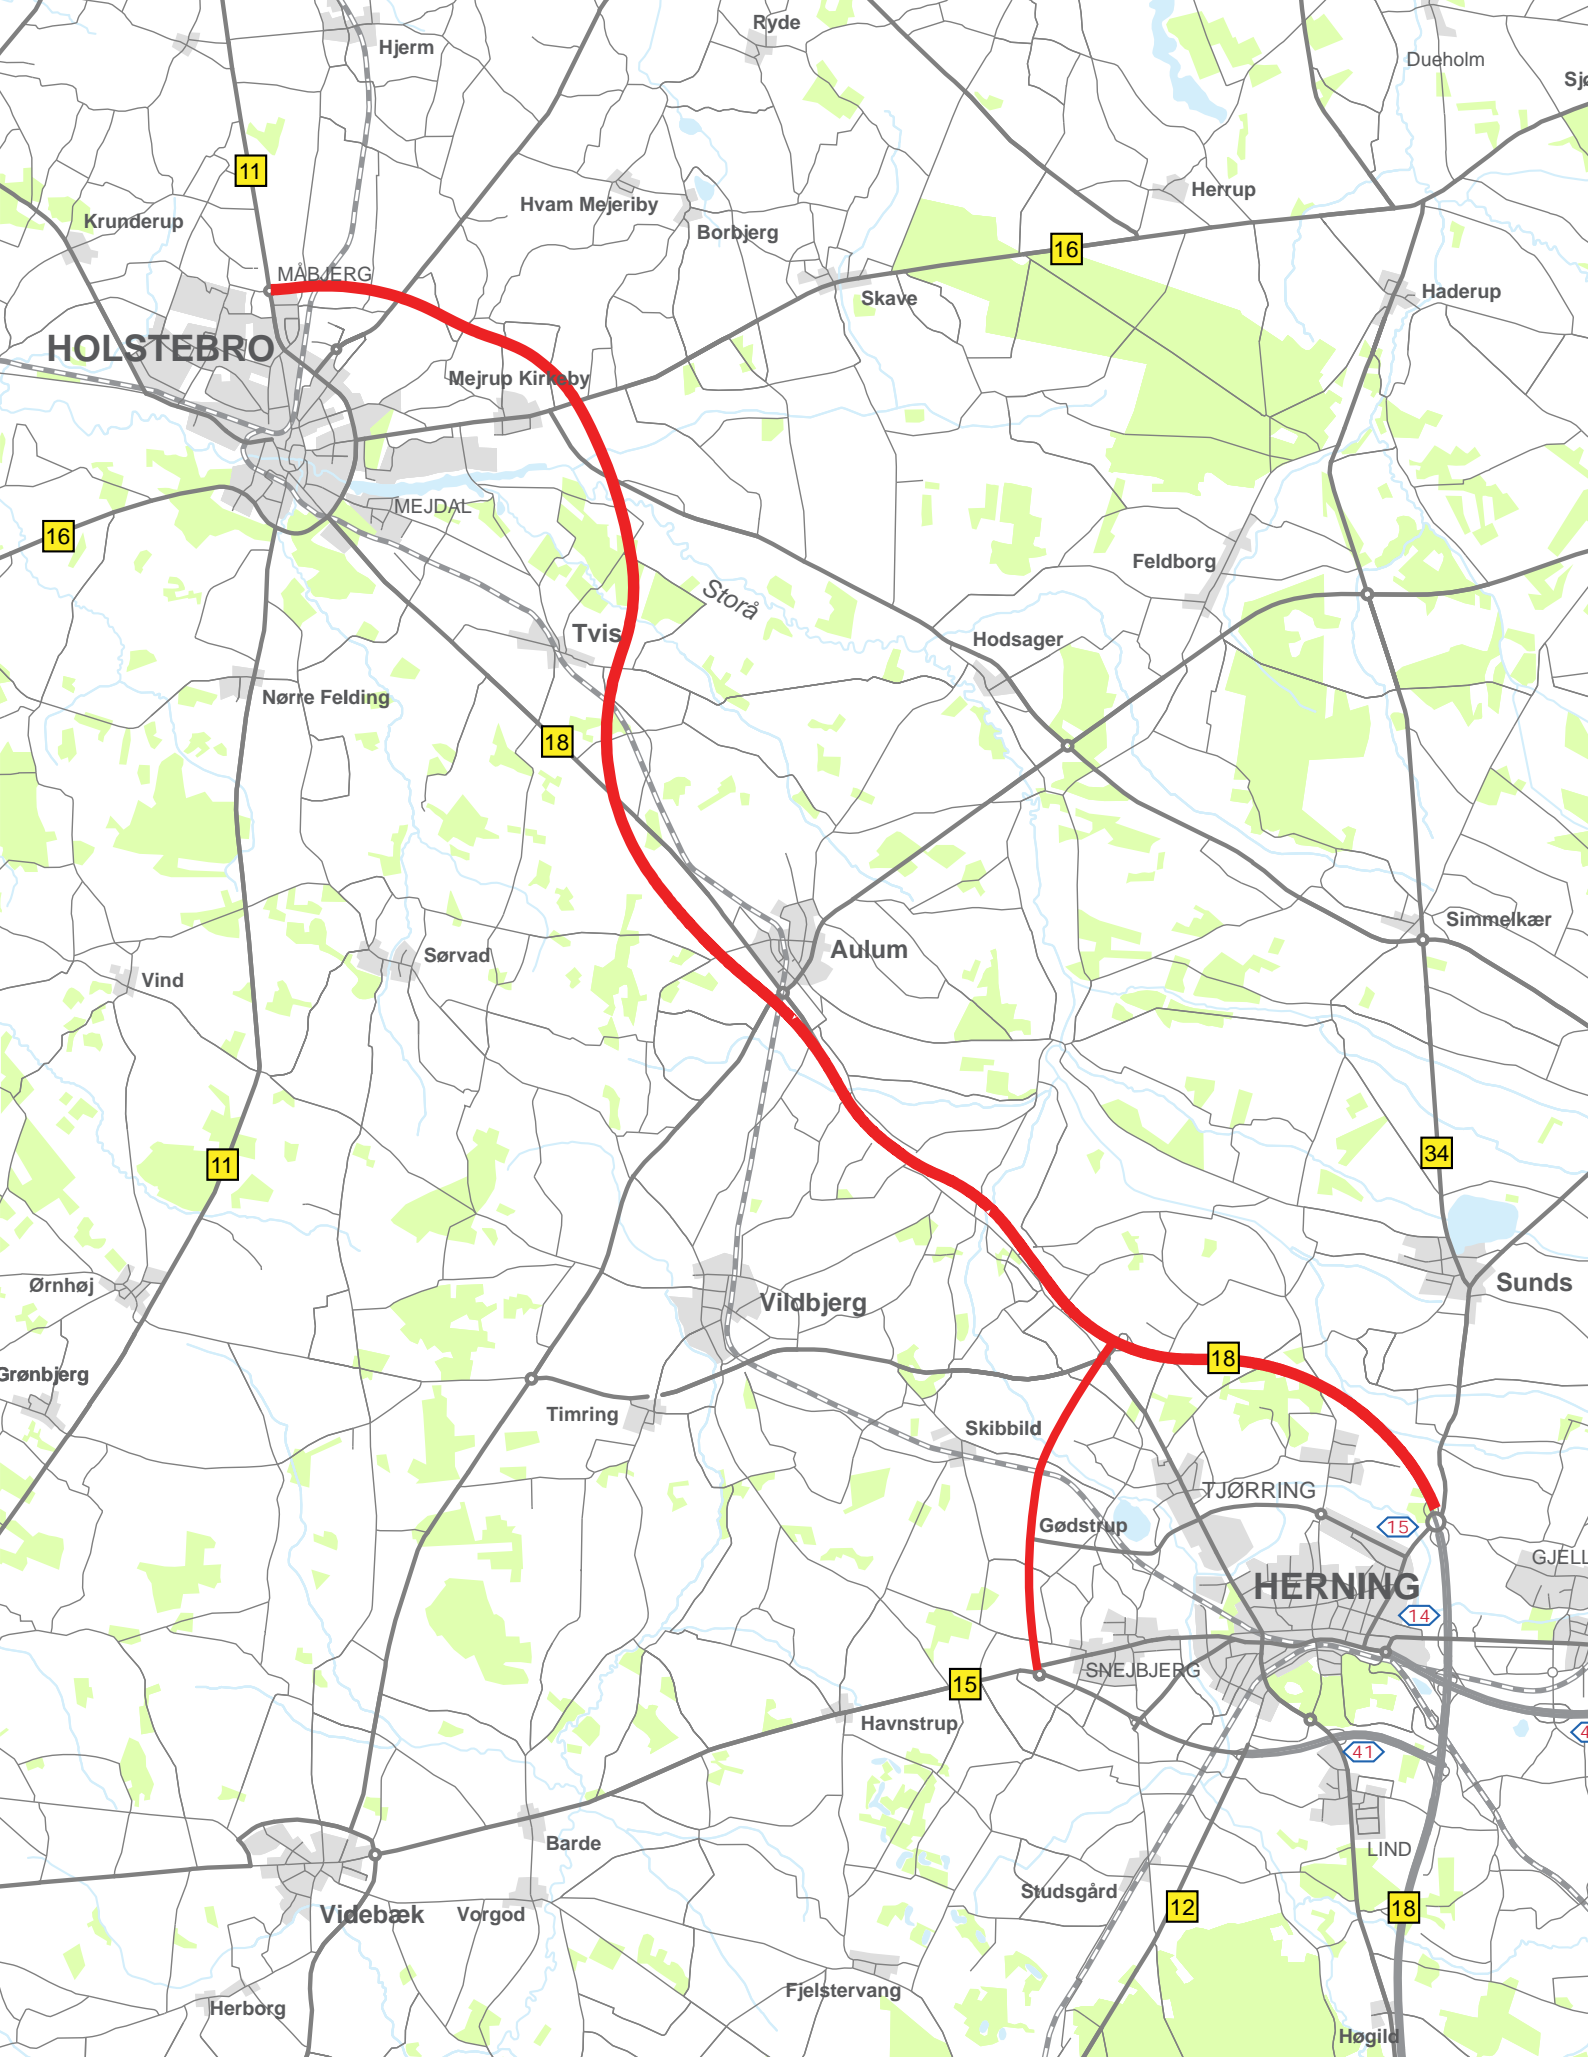 Ryde
Hjerm
Dueholm
Sjø
11
Herrup
Hvam Mejeriby
Krunderup
Borbjerg
16
MÅBJERG
Haderup
Skave
HOLSTEBRO
Mejrup Kirkeby
MEJDAL
16
Feldborg
Storå
Tvis
Hodsager
Nørre Felding
18
Simmelkær
Aulum
Sørvad
Vind
34
11
Ørnhøj
Sunds
Vildbjerg
18
Grønbjerg
Timring
Skibbild
TJØRRING
Gødstrup
15
GJELL
HERNING
14
SNEJBJERG
15
Havnstrup
4
41
Barde
LIND
Studsgård
12
18
Videbæk
Vorgod
Fjelstervang
Herborg
Høgild